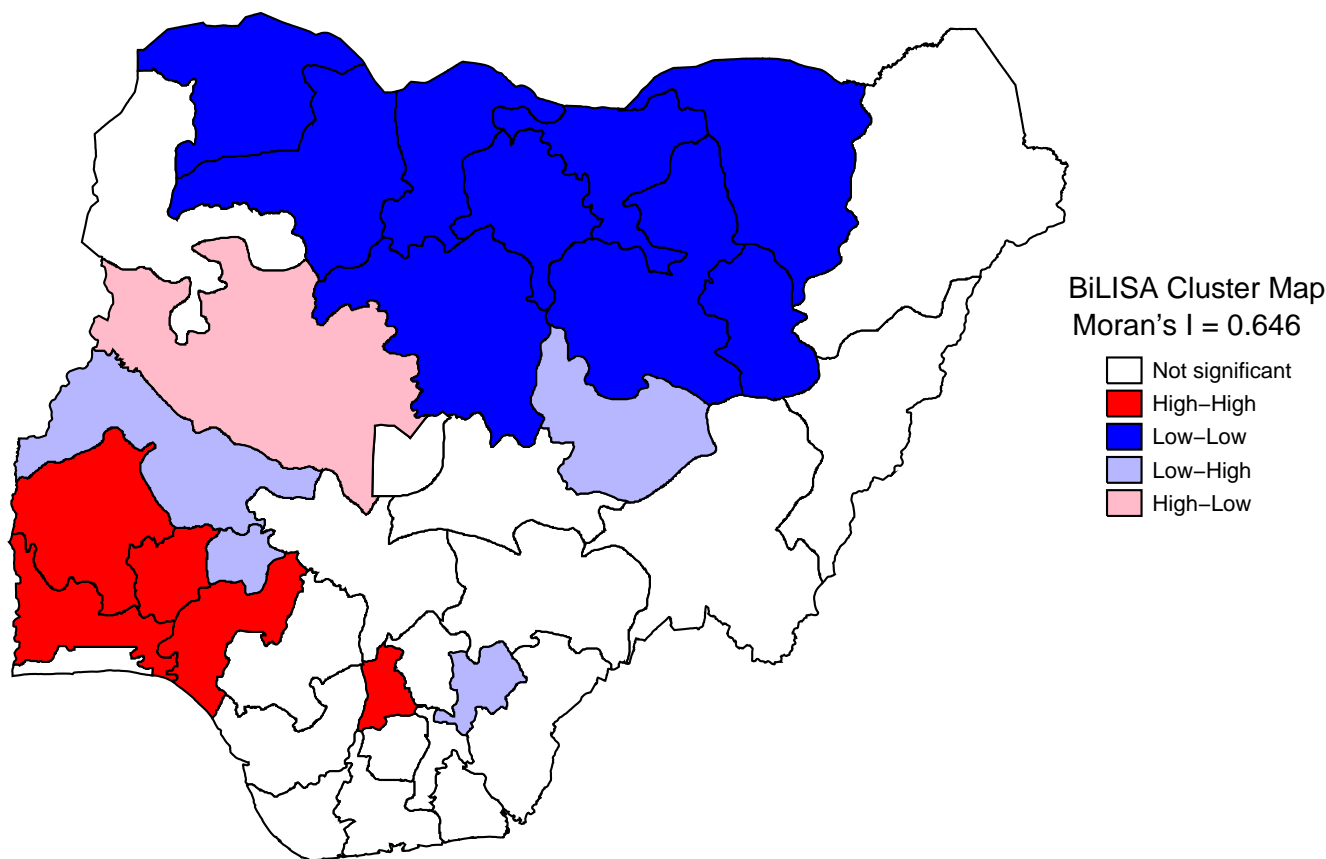 BiLISA Cluster Map
Moran's I = 0.646
Not significant
High−High
Low−Low
Low−High
High−Low